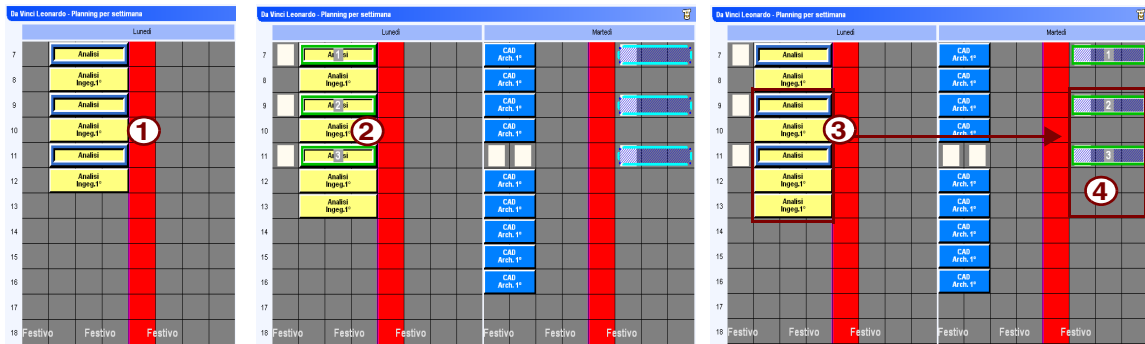 Da Vinci Leonardo - Planning per settimana
Lunedì
7
Analisi
8
Analisi
Ingeg.1°
9
Analisi
10
Analisi
Ingeg.1°
1
11
Analisi
12
Analisi
Ingeg.1°
13
14
15
16
17
18 Festivo Festivo Festivo
Da Vinci Leonardo - Planning per settimana
Lunedì Martedì
7
1
CAD
Arch. 1°
8
Analisi
Ingeg.1°
CAD
Arch. 1°
9
2
CAD
Arch. 1°
10
Analisi
Ingeg.1°
2
CAD
Arch. 1°
11
3
12
Analisi
Ingeg.1°
CAD
Arch. 1°
13
Analisi
Ingeg.1°
CAD
Arch. 1°
14
CAD
Arch. 1°
15
CAD
Arch. 1°
16
CAD
Arch. 1°
17
18 Festivo Festivo Festivo Festivo Festivo
Da Vinci Leonardo - Planning per settimana
Lunedì Martedì
7
Analisi
CAD
Arch. 1°
1
8
Analisi
Ingeg.1°
CAD
Arch. 1°
9
Analisi
CAD
Arch. 1°
2
10
Analisi
Ingeg.1°
3
CAD
Arch. 1°
11
Analisi
3
12
Analisi
Ingeg.1°
CAD
Arch. 1°
4
13
Analisi
Ingeg.1°
CAD
Arch. 1°
14
CAD
Arch. 1°
15
CAD
Arch. 1°
16
CAD
Arch. 1°
17
18 Festivo Festivo Festivo Festivo Festivo